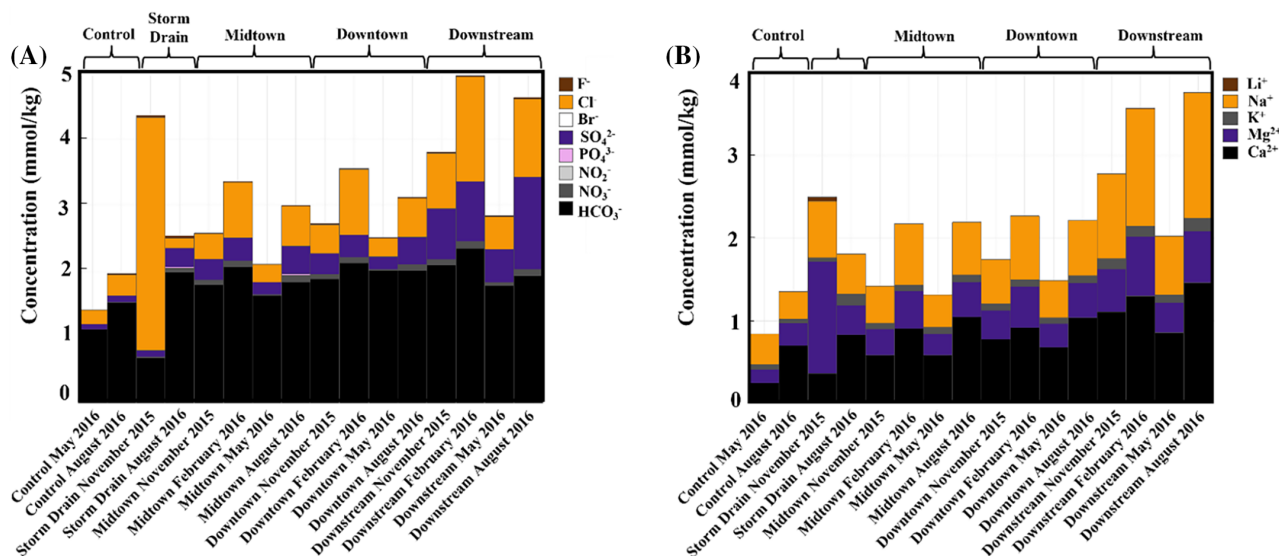 (A)
Control
Storm
Drain
Midtown
Downtown
Downstream
Concentration (mmol/kg)
5
4
3
2
1
0
F⁻
Cl⁻
Br⁻
SO₄²⁻
PO₄³⁻
NO₂⁻
NO₃⁻
HCO₃⁻
Control May 2016
Control August 2016
Storm Drain November 2015
Storm Drain August 2016
Midtown November 2015
Midtown February 2016
Midtown May 2016
Midtown August 2016
Downtown November 2015
Downtown February 2016
Downtown May 2016
Downtown August 2016
Downstream November 2015
Downstream February 2016
Downstream May 2016
Downstream August 2016
(B)
Control
Midtown
Downtown
Downstream
Concentration (mmol/kg)
4
3
2
1
0
Li⁺
Na⁺
K⁺
Mg²⁺
Ca²⁺
Control May 2016
Control August 2016
Storm Drain November 2015
Storm Drain August 2016
Midtown November 2015
Midtown February 2016
Midtown May 2016
Midtown August 2016
Downtown November 2015
Downtown February 2016
Downtown May 2016
Downtown August 2016
Downstream November 2015
Downstream February 2016
Downstream May 2016
Downstream August 2016